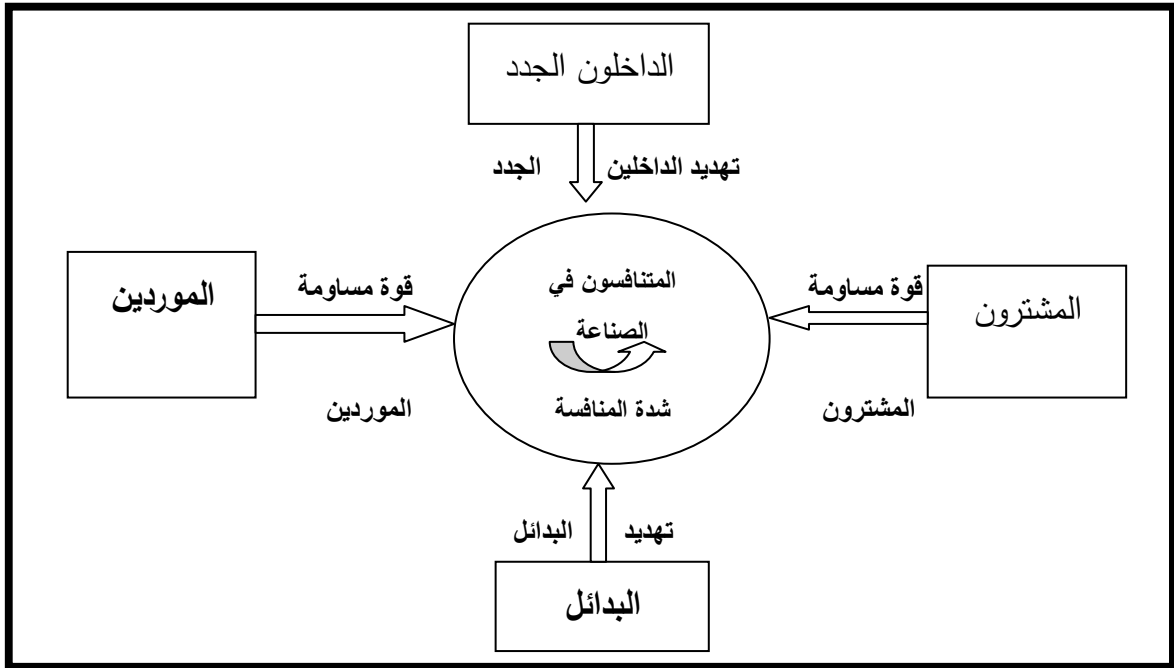 الداخلون الجدد
تهديد الداخلين الجدد
الموردين
قوة مساومة
الموردين
المتنافسون في
الصناعة
شدة المنافسة
قوة مساومة
المشترون
المشترون
تهديد البدائل
البدائل